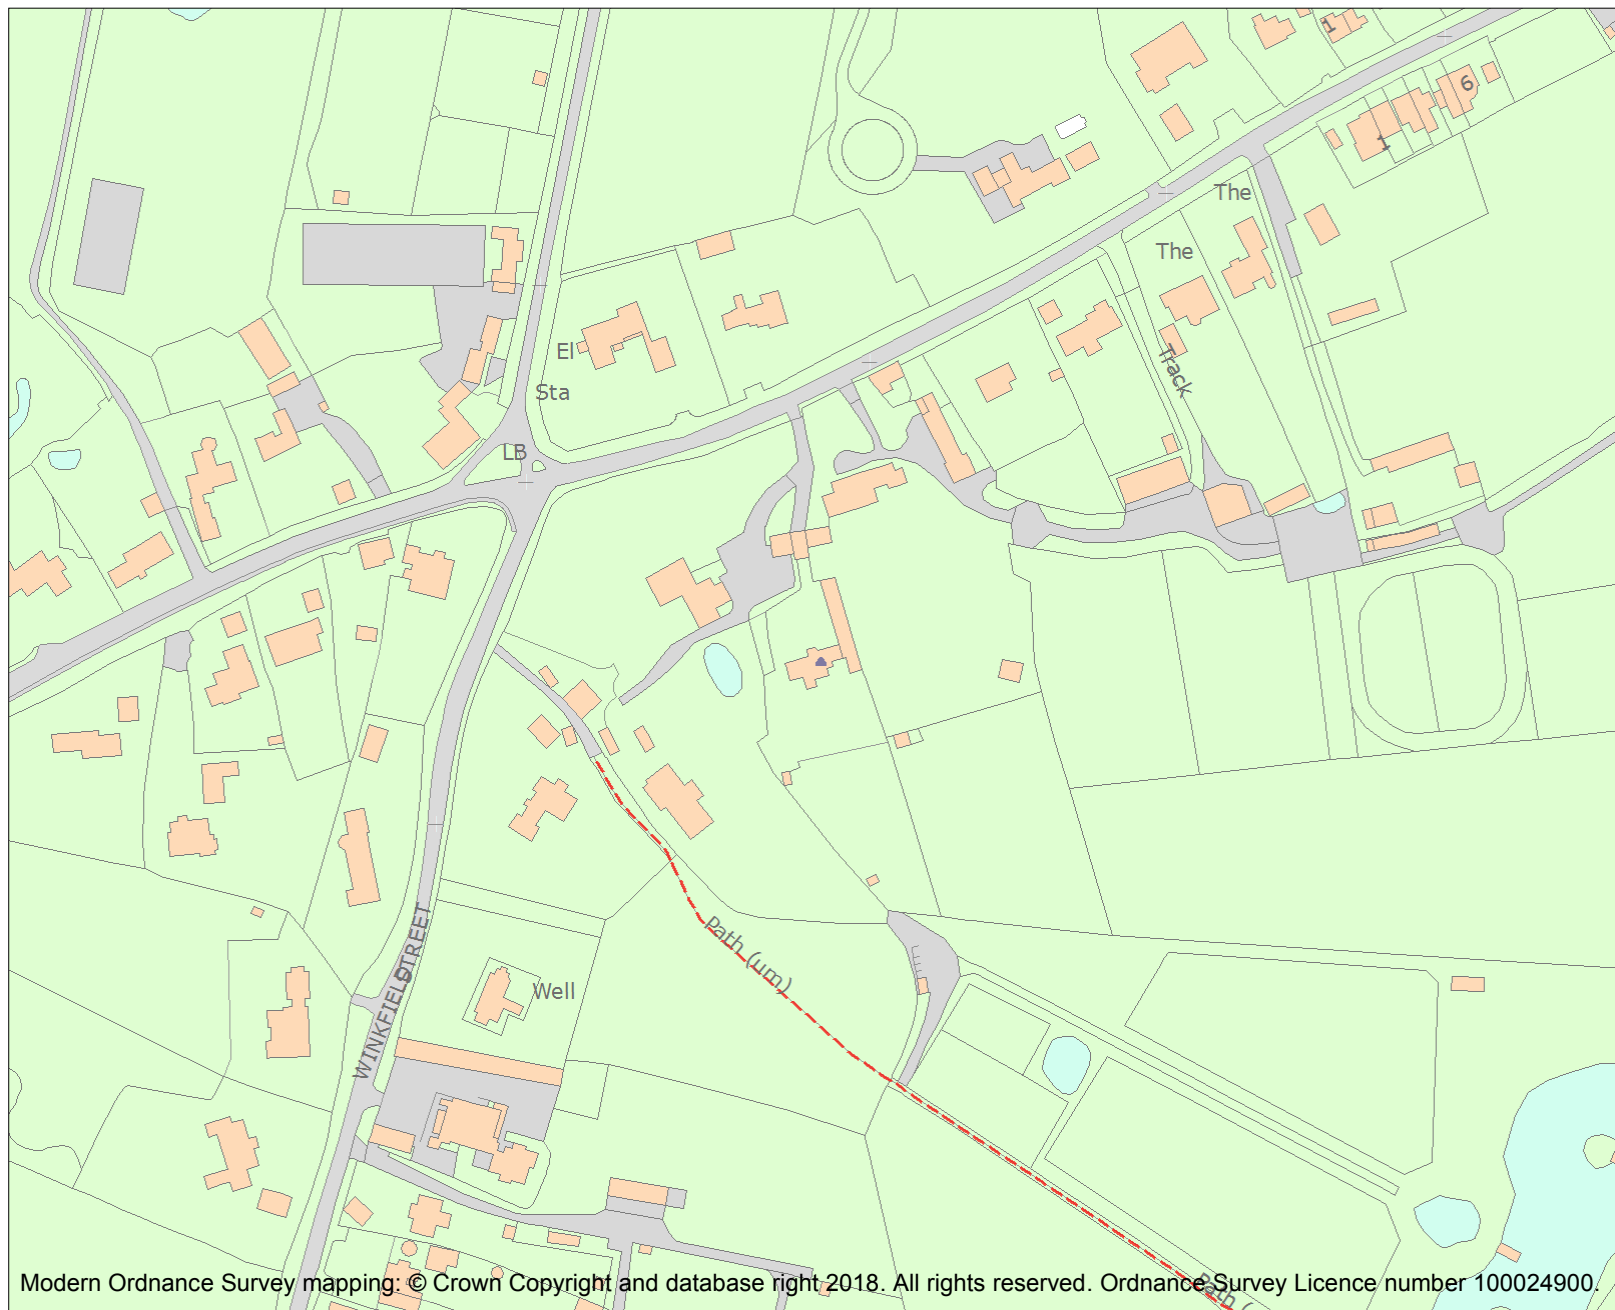 1
6
1
The
The
El
Sta
Track
LB
Path (um)
Well
WINKFIELD STREET
Path (
Modern Ordnance Survey mapping: © Crown Copyright and database right 2018. All rights reserved. Ordnance Survey Licence number 100024900.